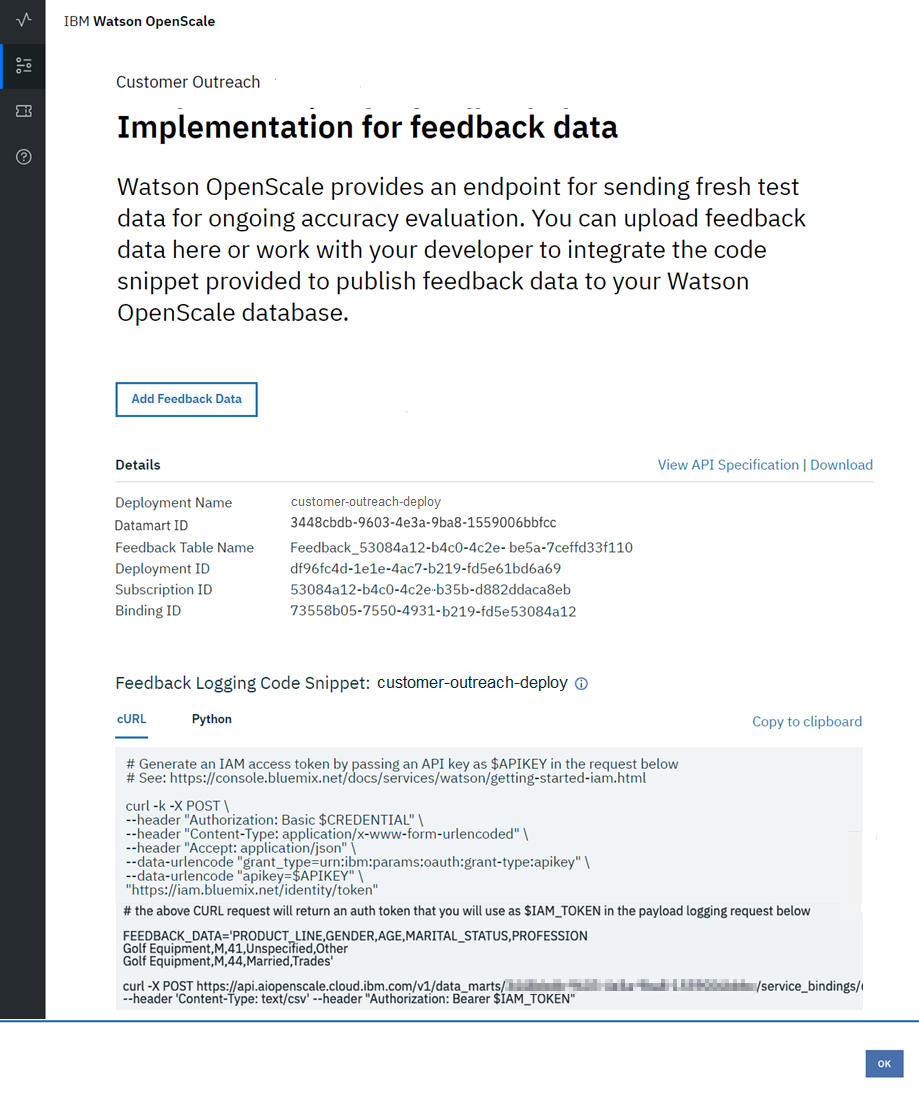 IBM Watson OpenScale
Customer Outreach
Implementation for feedback data
Watson OpenScale provides an endpoint for sending fresh test
data for ongoing accuracy evaluation. You can upload feedback
data here or work with your developer to integrate the code
snippet provided to publish feedback data to your Watson
OpenScale database.
Add Feedback Data
Details View API Specification | Download
Deployment Name customer-outreach-deploy
Datamart ID 3448cbdb-9603-4e3a-9ba8-1559006bbfcc
Feedback Table Name Feedback_53084a12-b4c0-4c2e- be5a-7ceffd33f110
Deployment ID df96fc4d-1e1e-4ac7-b219-fd5e61bd6a69
Subscription ID 53084a12-b4c0-4c2e-b35b-d882ddaca8eb
Binding ID 73558b05-7550-4931-b219-fd5e53084a12
Feedback Logging Code Snippet: customer-outreach-deploy
cURL Python Copy to clipboard
# Generate an IAM access token by passing an API key as $APIKEY in the request below
# See: https://console.bluemix.net/docs/services/watson/getting-started-iam.html
curl -k -X POST \
--header "Authorization: Basic $CREDENTIAL" \
--header "Content-Type: application/x-www-form-urlencoded" \
--header "Accept: application/json" \
--data-urlencode "grant_type=urn:ibm:params:oauth:grant-type:apikey" \
--data-urlencode "apikey=$APIKEY" \
"https://iam.bluemix.net/identity/token"
# the above CURL request will return an auth token that you will use as $IAM_TOKEN in the payload logging request below
FEEDBACK_DATA='PRODUCT_LINE,GENDER,AGE,MARITAL_STATUS,PROFESSION
Golf Equipment,M,41,Unspecified,Other
Golf Equipment,M,44,Married,Trades'
curl -X POST https://api.aiopenscale.cloud.ibm.com/v1/data_marts/ /service_bindings/
--header 'Content-Type: text/csv' --header "Authorization: Bearer $IAM_TOKEN"
OK